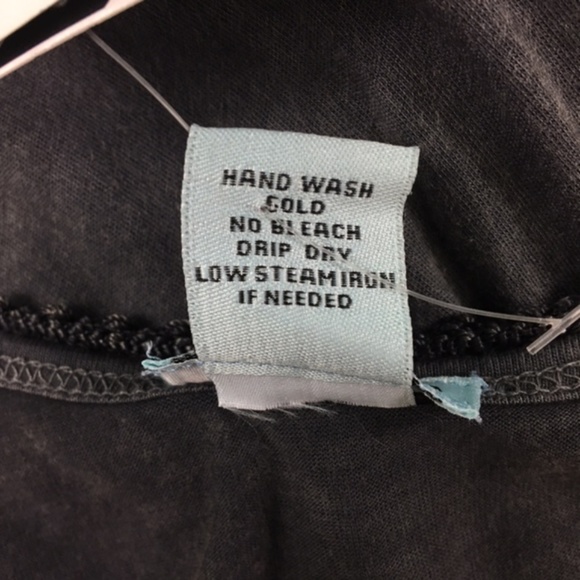 HAND WASH
COLD
NO BLEACH
DRIP DRY
LOW STEAM IRON
IF NEEDED